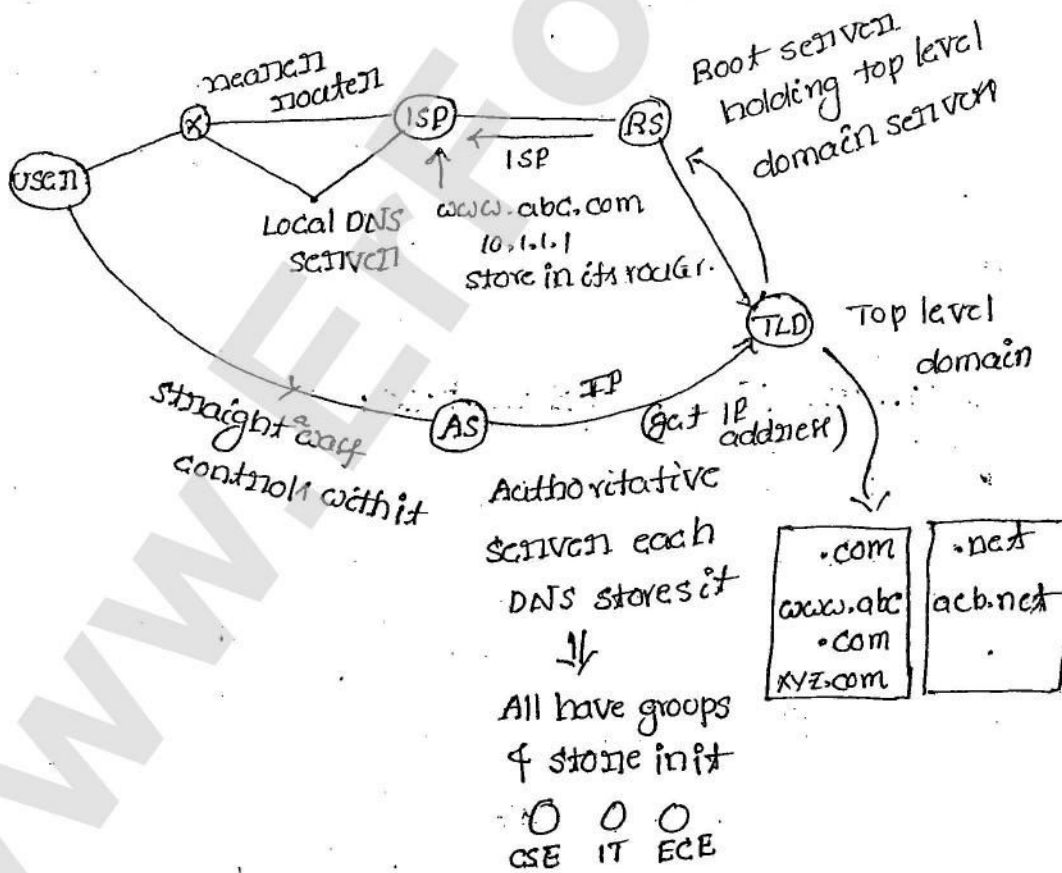 nearer
router
X
ISP
RS
Root server
holding top level
domain server
user
ISP
Local DNS
server
www.abc.com
10.1.1.1
store in its router.
TLD
Top level
domain
straight away
controls with it
AS
IP
(get IP
address)
Authoritative
server each
DNS stores it
All have groups
& store in it
CSE IT ECE
.com
www.abc
.com
xyz.com
.net
acb.net